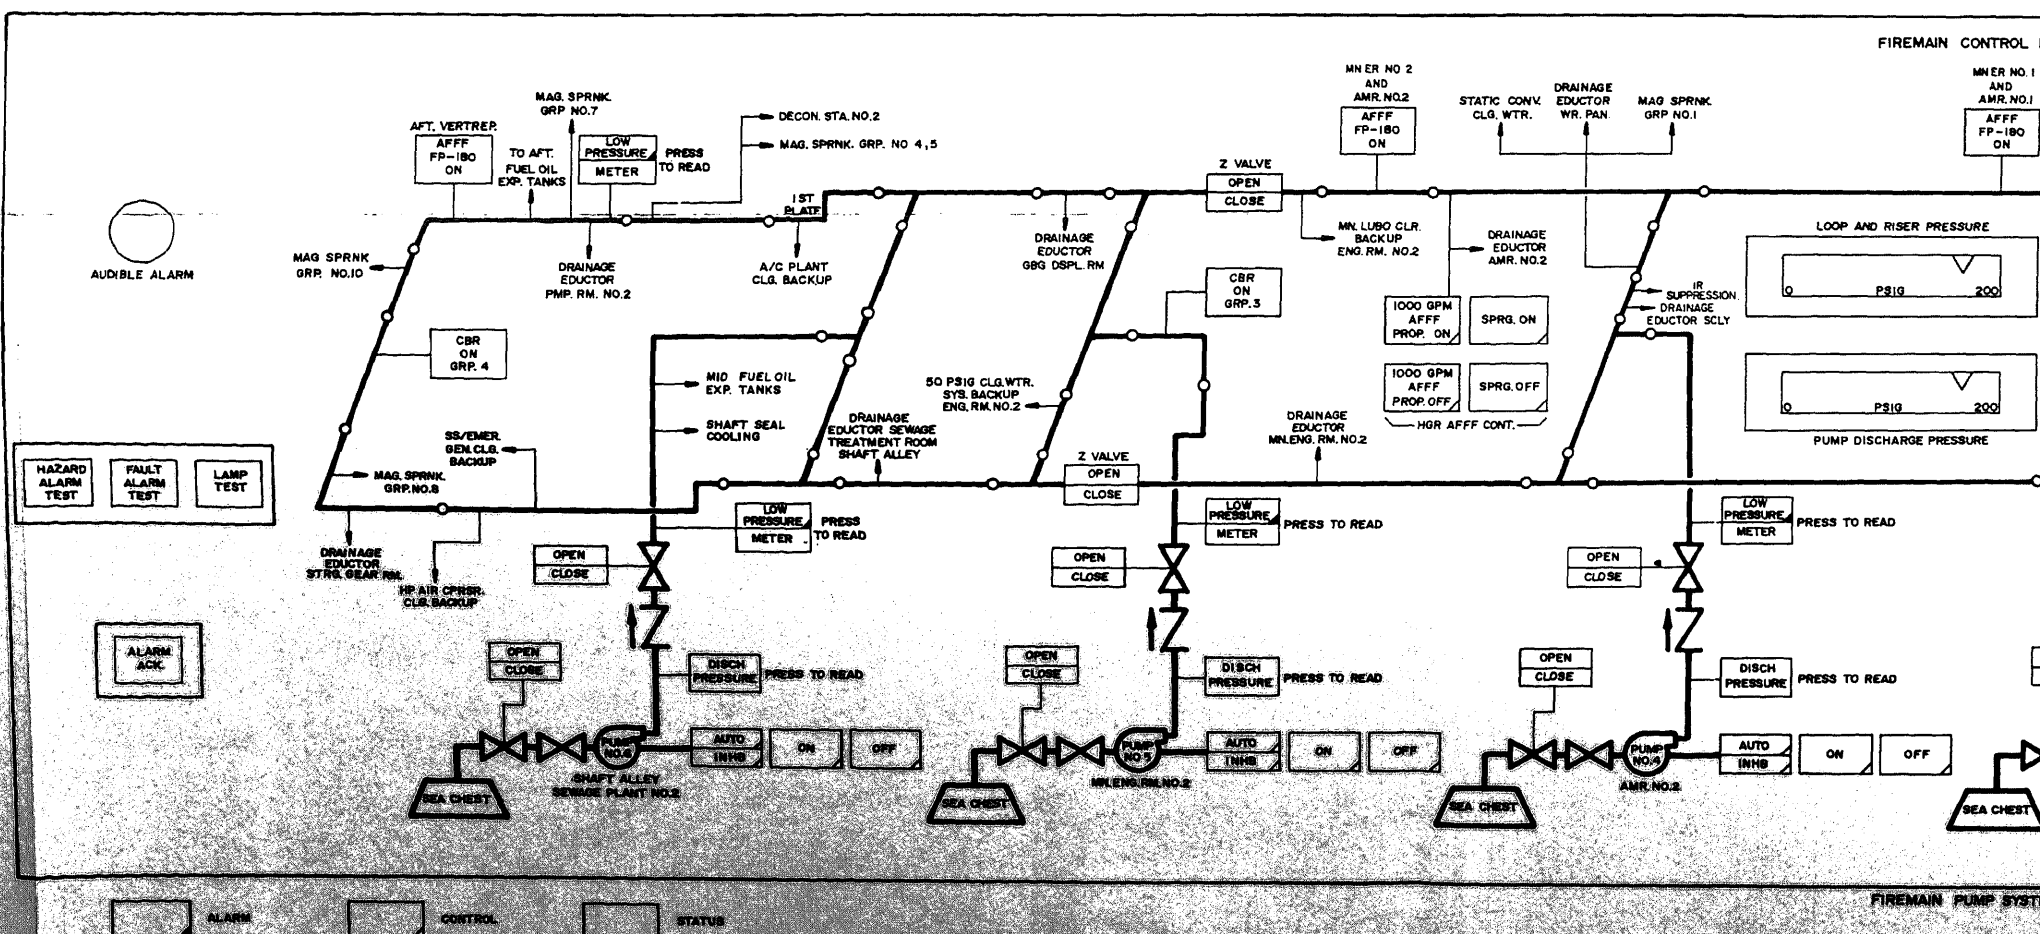 FIREMAIN CONTROL
MN ER NO 2
AND
AMR. NO.2
AFFF
FP-180
ON
MN ER NO. 1
AND
AMR. NO.1
AFFF
FP-180
ON
STATIC CONV.
CLG. WTR.
DRAINAGE
EDUCTOR
WR. PAN.
MAG SPRNK.
GRP NO.1
MAG. SPRNK.
GRP NO.7
DECON. STA. NO.2
MAG. SPRNK. GRP. NO 4,5
AFT. VERTREP.
AFFF
FP-180
ON
TO AFT.
FUEL OIL
EXP. TANKS
LOW
PRESSURE
METER
PRESS
TO READ
Z VALVE
OPEN
CLOSE
1ST
PLATF
AUDIBLE ALARM
MAG SPRNK
GRP. NO.10
DRAINAGE
EDUCTOR
PMP. RM. NO.2
A/C PLANT
CLG. BACKUP
DRAINAGE
EDUCTOR
GBG DSPL. RM
MN. LUBO CLR.
BACKUP
ENG. RM. NO.2
DRAINAGE
EDUCTOR
AMR. NO.2
LOOP AND RISER PRESSURE
0 PSIG 200
CBR
ON
GRP. 3
IR
SUPPRESSION
DRAINAGE
EDUCTOR SCLY
1000 GPM
AFFF
PROP. ON
SPRG. ON
1000 GPM
AFFF
PROP. OFF
SPRG. OFF
HGR AFFF CONT.
0 PSIG 200
PUMP DISCHARGE PRESSURE
CBR
ON
GRP. 4
MID FUEL OIL
EXP. TANKS
SHAFT SEAL
COOLING
50 PSIG CLG. WTR.
SYS. BACKUP
ENG. RM. NO.2
DRAINAGE
EDUCTOR SEWAGE
TREATMENT ROOM
SHAFT ALLEY
DRAINAGE
EDUCTOR
MN. ENG. RM. NO.2
SS/EMER.
GEN. CLG.
BACKUP
MAG. SPRNK.
GRP. NO.8
HAZARD
ALARM
TEST
FAULT
ALARM
TEST
LAMP
TEST
Z VALVE
OPEN
CLOSE
DRAINAGE
EDUCTOR
STRG. GEAR RM.
HP AIR CPRSR.
CLG. BACKUP
LOW
PRESSURE
METER
PRESS
TO READ
OPEN
CLOSE
LOW
PRESSURE
METER
PRESS TO READ
OPEN
CLOSE
LOW
PRESSURE
METER
PRESS TO READ
OPEN
CLOSE
ALARM
ACK.
OPEN
CLOSE
DISCH
PRESSURE
PRESS TO READ
OPEN
CLOSE
DISCH
PRESSURE
PRESS TO READ
OPEN
CLOSE
DISCH
PRESSURE
PRESS TO READ
PUMP
NO.6
AUTO
INHB
ON
OFF
SHAFT ALLEY
SEWAGE PLANT NO.2
SEA CHEST
PUMP
NO.5
AUTO
INHB
ON
OFF
MN. ENG. RM. NO.2
SEA CHEST
PUMP
NO.4
AUTO
INHB
ON
OFF
AMR. NO.2
SEA CHEST
SEA CHEST
FIREMAIN PUMP
ALARM
CONTROL
STATUS